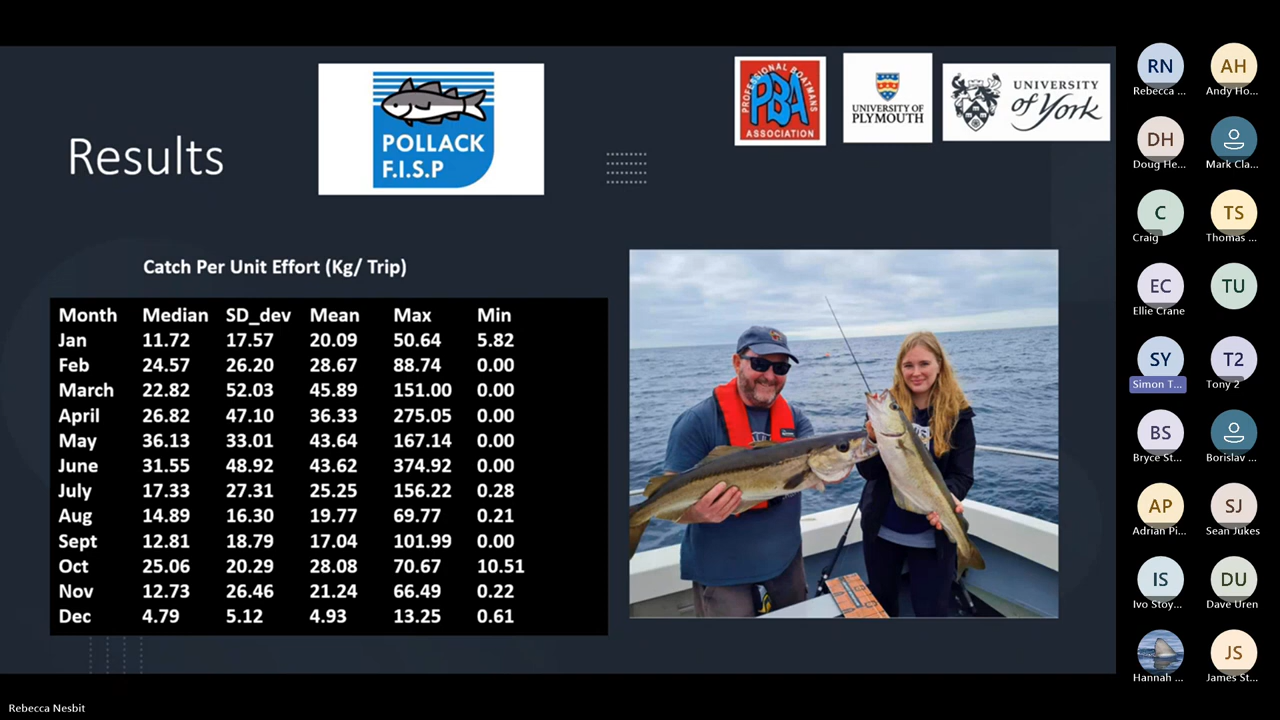 Results
POLLACK
F.I.S.P
PROFESSIONAL BOATMANS
PBA
ASSOCIATION
UNIVERSITY OF
PLYMOUTH
UNIVERSITY
of York
Catch Per Unit Effort (Kg/ Trip)
Month Median SD_dev Mean Max Min
Jan 11.72 17.57 20.09 50.64 5.82
Feb 24.57 26.20 28.67 88.74 0.00
March 22.82 52.03 45.89 151.00 0.00
April 26.82 47.10 36.33 275.05 0.00
May 36.13 33.01 43.64 167.14 0.00
June 31.55 48.92 43.62 374.92 0.00
July 17.33 27.31 25.25 156.22 0.28
Aug 14.89 16.30 19.77 69.77 0.21
Sept 12.81 18.79 17.04 101.99 0.00
Oct 25.06 20.29 28.08 70.67 10.51
Nov 12.73 26.46 21.24 66.49 0.22
Dec 4.79 5.12 4.93 13.25 0.61
RN AH
Rebecca ... Andy Ho...
DH
Doug He... Mark Cla...
C TS
Craig Thomas ...
EC TU
Ellie Crane
SY T2
Simon T... Tony 2
BS
Bryce St... Borislav ...
AP SJ
Adrian Pi... Sean Jukes
IS DU
Ivo Stoy... Dave Uren
JS
Hannah ... James St...
Rebecca Nesbit